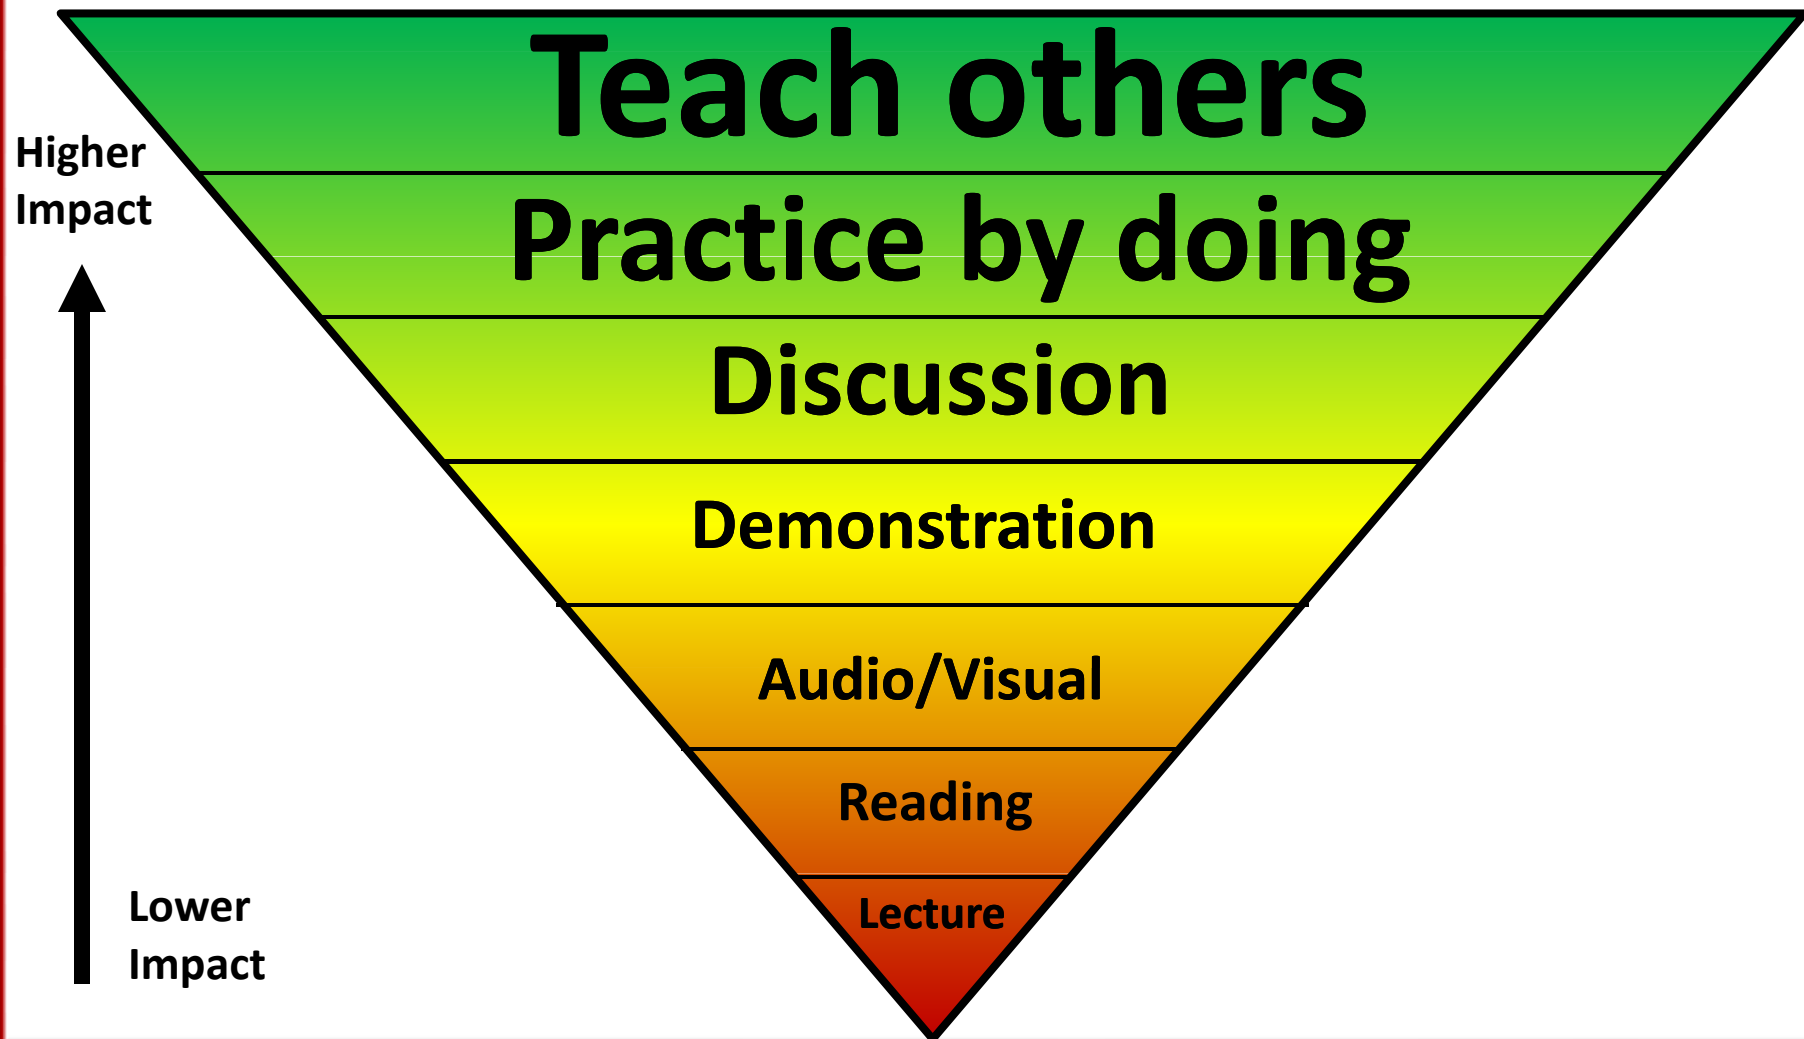 Teach others
Higher
Impact
Practice by doing
Discussion
Demonstration
Audio/Visual
Reading
Lecture
Lower
Impact